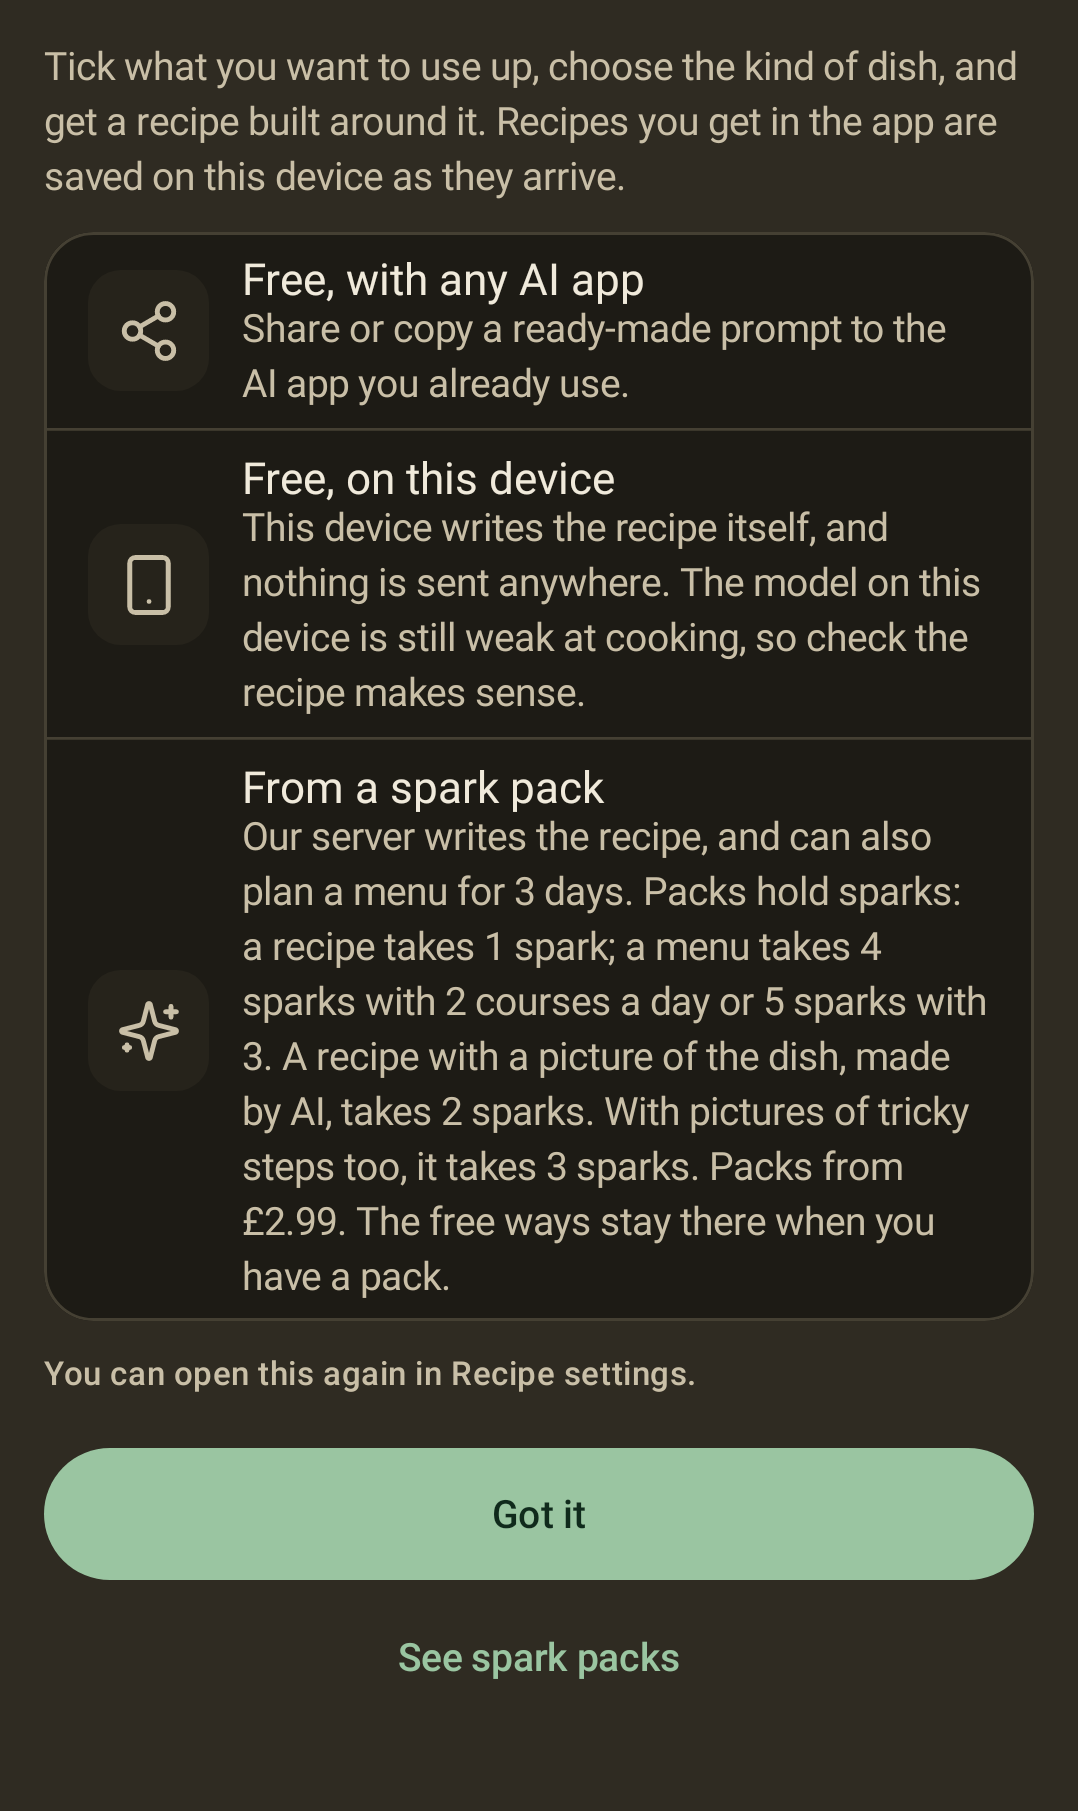 Tick what you want to use up, choose the kind of dish, and
get a recipe built around it. Recipes you get in the app are
saved on this device as they arrive.
Free, with any AI app
Share or copy a ready-made prompt to the
AI app you already use.
Free, on this device
This device writes the recipe itself, and
nothing is sent anywhere. The model on this
device is still weak at cooking, so check the
recipe makes sense.
From a spark pack
Our server writes the recipe, and can also
plan a menu for 3 days. Packs hold sparks:
a recipe takes 1 spark; a menu takes 4
sparks with 2 courses a day or 5 sparks with
3. A recipe with a picture of the dish, made
by AI, takes 2 sparks. With pictures of tricky
steps too, it takes 3 sparks. Packs from
£2.99. The free ways stay there when you
have a pack.
You can open this again in Recipe settings.
Got it
See spark packs